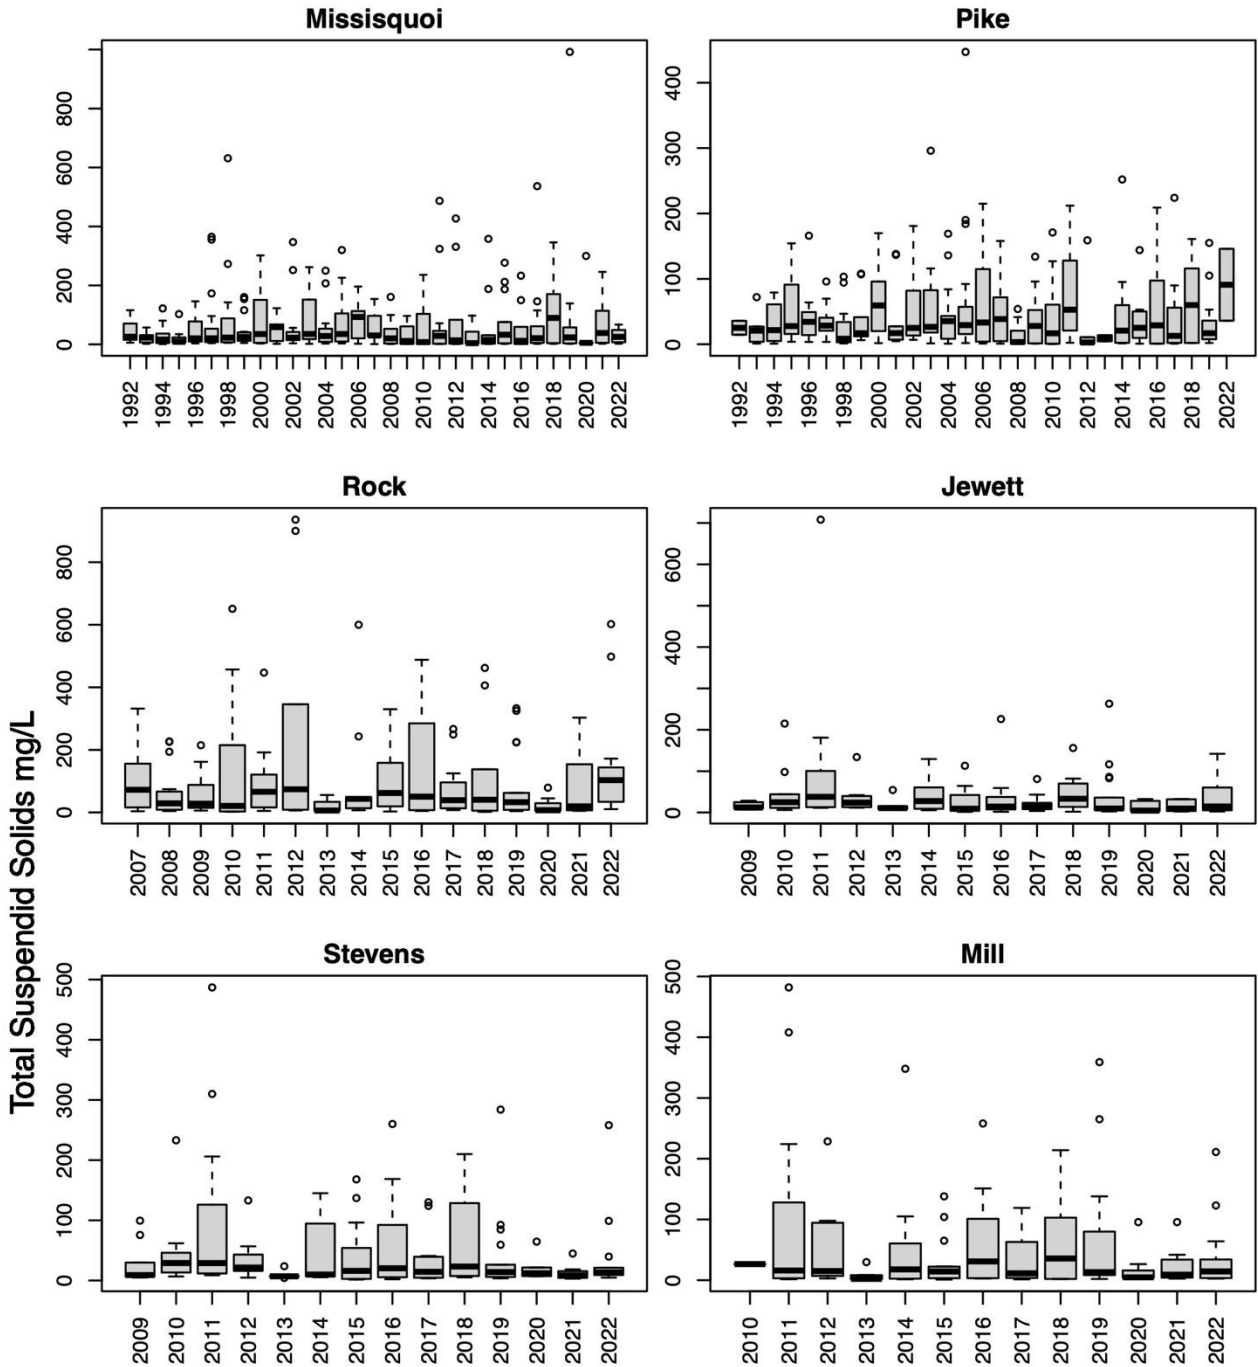 Missisquoi
Pike
0 200 400 600 800
0 100 200 300 400
1992 1994 1996 1998 2000 2002 2004 2006 2008 2010 2012 2014 2016 2018 2020 2022
1992 1994 1996 1998 2000 2002 2004 2006 2008 2010 2012 2014 2016 2018 2022
Rock
Jewett
0 200 400 600 800
0 200 400 600
2007 2008 2009 2010 2011 2012 2013 2014 2015 2016 2017 2018 2019 2020 2021 2022
2009 2010 2011 2012 2013 2014 2015 2016 2017 2018 2019 2020 2021 2022
Total Suspendid Solids mg/L
Stevens
Mill
0 100 200 300 400 500
0 100 200 300 400 500
2009 2010 2011 2012 2013 2014 2015 2016 2017 2018 2019 2020 2021 2022
2010 2011 2012 2013 2014 2015 2016 2017 2018 2019 2020 2021 2022